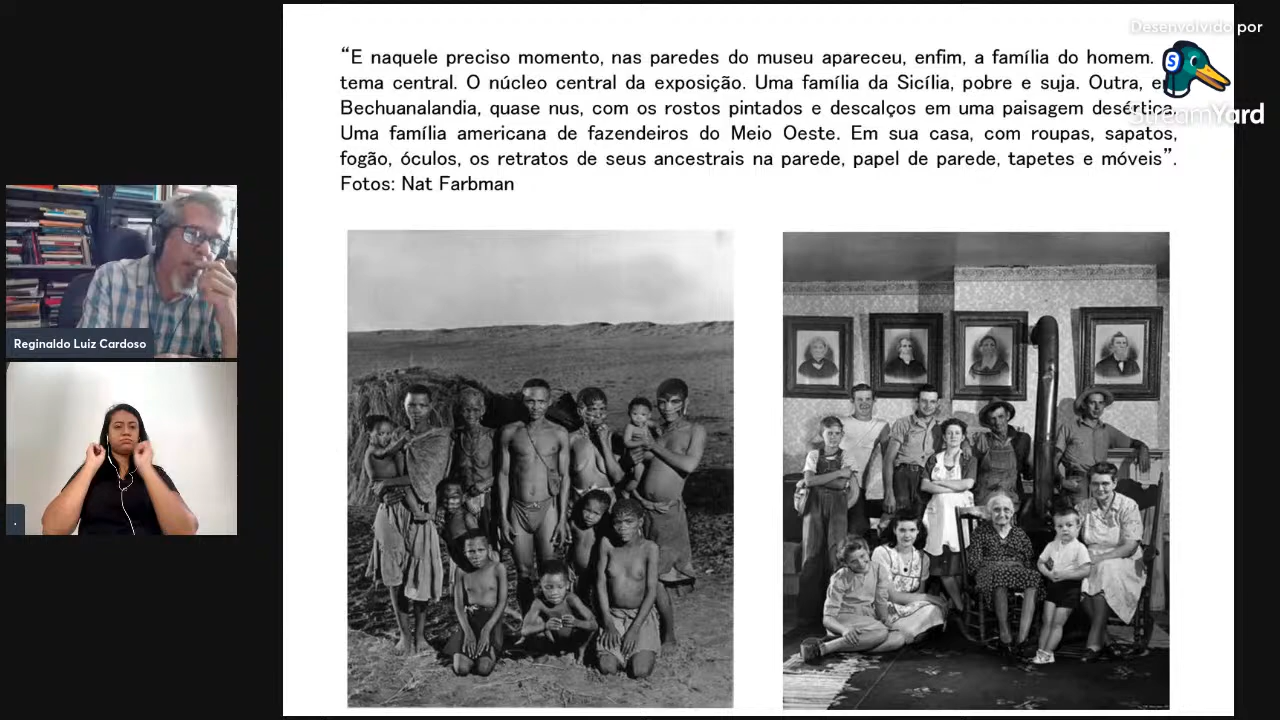 Desenvolvido por
“E naquele preciso momento, nas paredes do museu apareceu, enfim, a família do homem.
tema central. O núcleo central da exposição. Uma família da Sicília, pobre e suja. Outra,
Bechuanalandia, quase nus, com os rostos pintados e descalços em uma paisagem desértica.
StreamYard
Uma família americana de fazendeiros do Meio Oeste. Em sua casa, com roupas, sapatos,
fogão, óculos, os retratos de seus ancestrais na parede, papel de parede, tapetes e móveis”.
Fotos: Nat Farbman
Reginaldo Luiz Cardoso
.